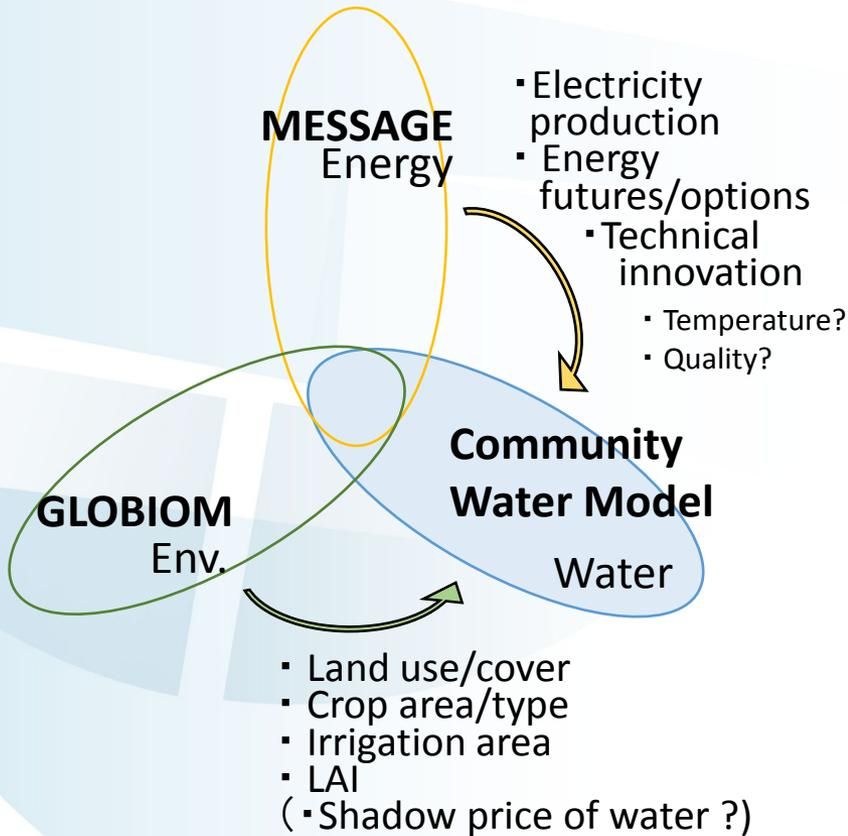 MESSAGE
Energy
▪Electricity
production
▪ Energy
futures/options
▪Technical
innovation
▪ Temperature?
▪ Quality?
Community
Water Model
Water
GLOBIOM
Env.
▪ Land use/cover
▪ Crop area/type
▪ Irrigation area
▪ LAI
(▪Shadow price of water ?)